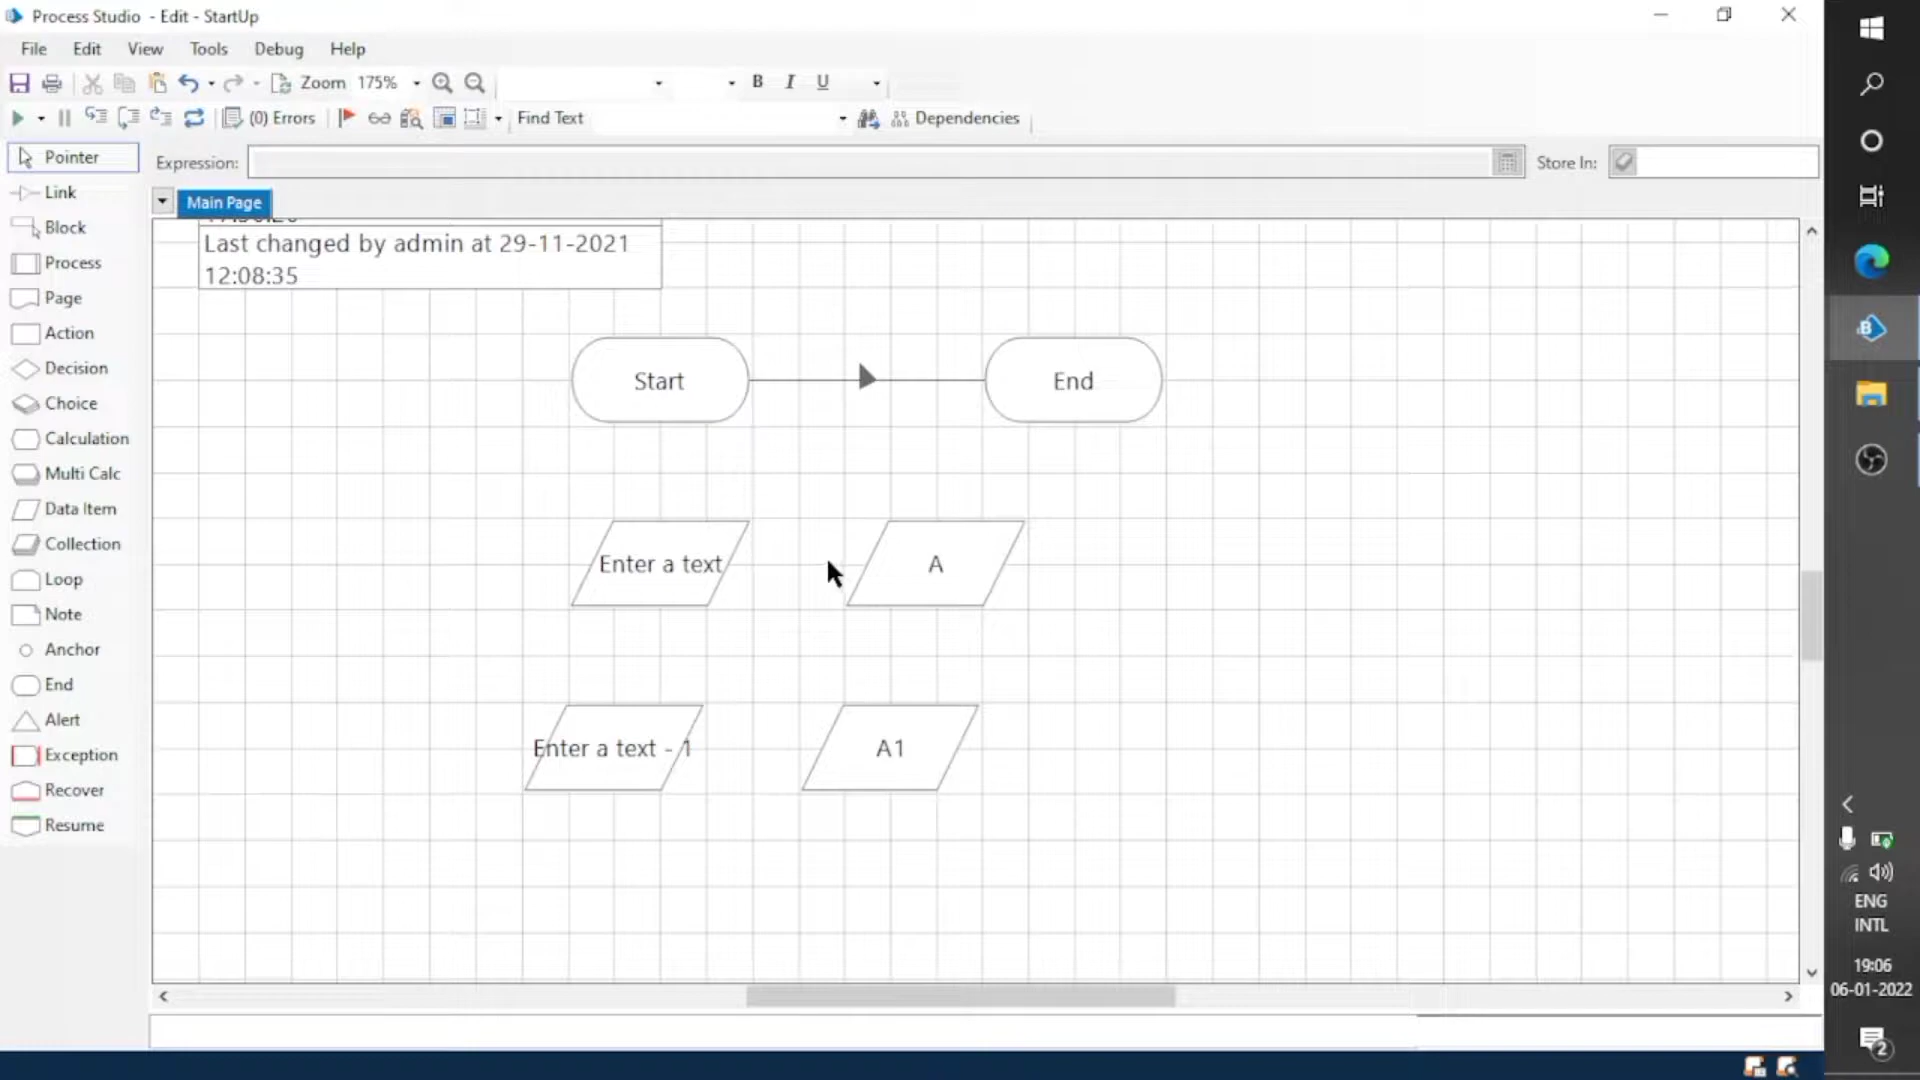 Process Studio - Edit - StartUp
File Edit View Tools Debug Help
Zoom 175% B I U
(0) Errors Find Text Dependencies
Pointer
Expression: Store In:
Link
Main Page
Block
Last changed by admin at 29-11-2021
12:08:35
Process
Page
Action
Decision
Choice
Calculation
Multi Calc
Data Item
Collection
Loop
Note
Anchor
End
Alert
Exception
Recover
Resume
Start
End
Enter a text
A
Enter a text - 1
A1
ENG
INTL
19:06
06-01-2022
2